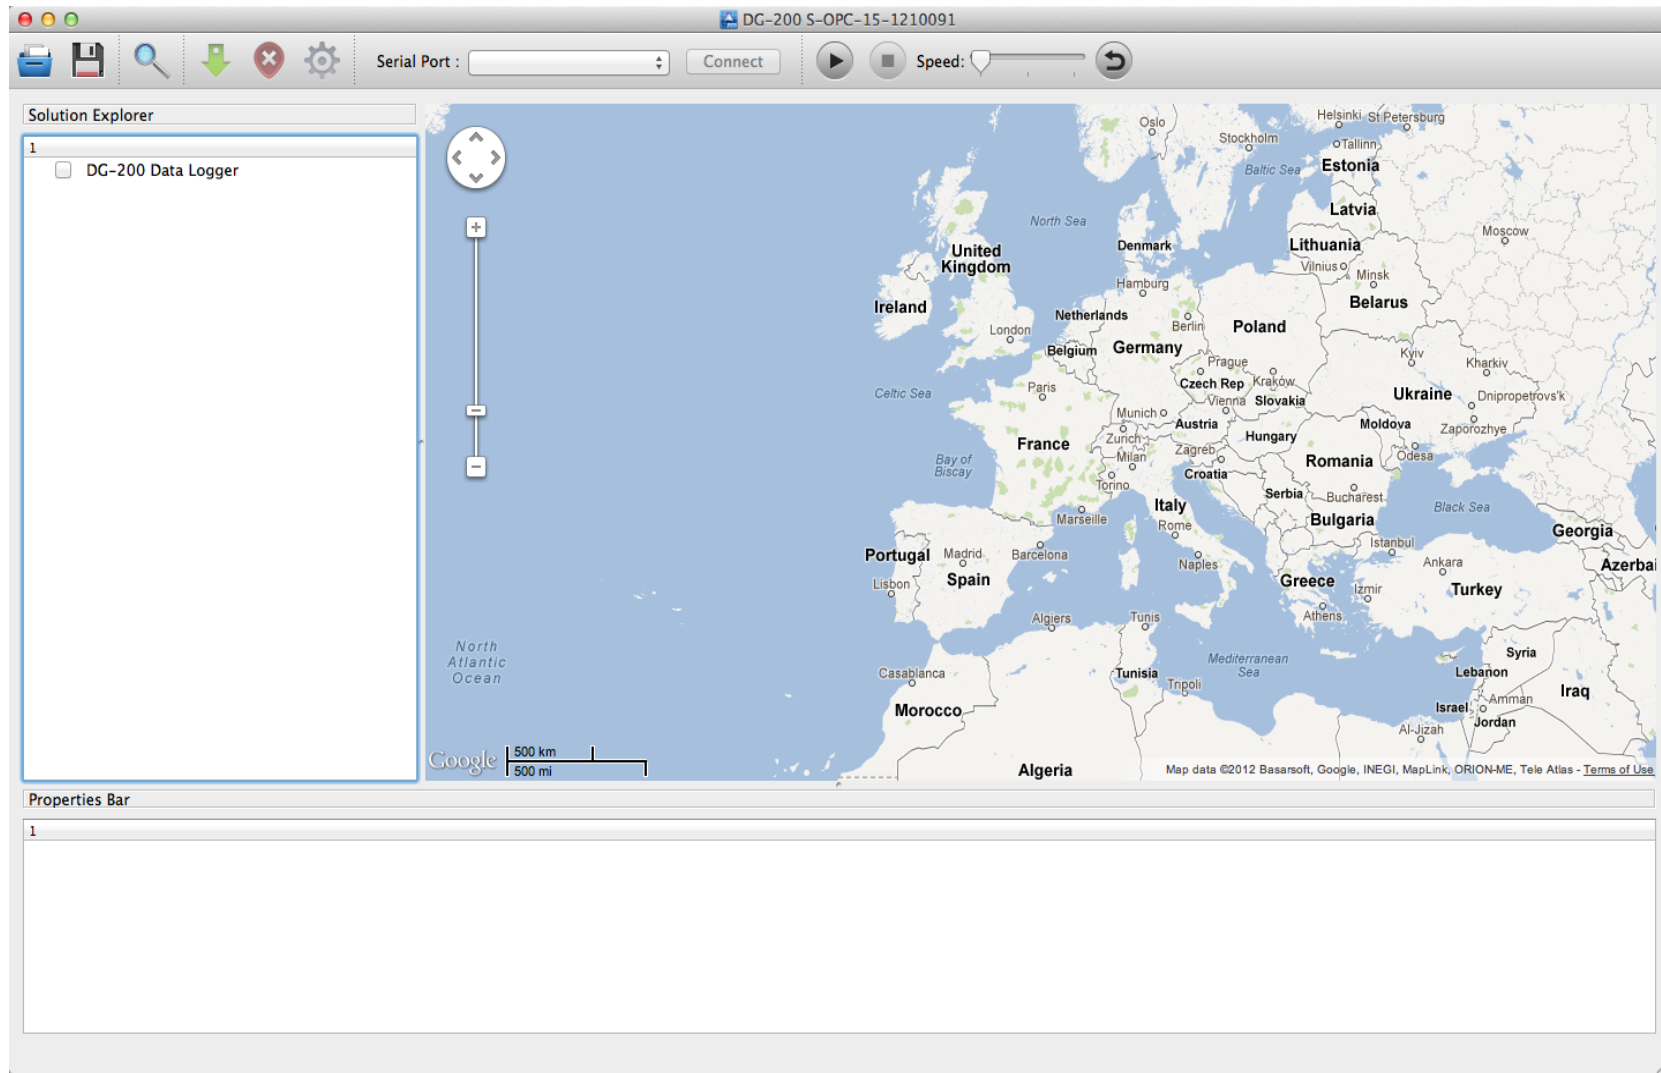 DG-200 S-OPC-15-1210091
Serial Port :
Connect
Speed:
Solution Explorer
1
DG-200 Data Logger
Helsinki
St Petersburg
Oslo
Stockholm
Tallinn
Baltic Sea
Estonia
Latvia
North Sea
Moscow
United
Kingdom
Denmark
Lithuania
Vilnius
Minsk
Hamburg
Ireland
Netherlands
Belarus
London
Berlin
Poland
Belgium
Germany
Kyiv
Kharkiv
Prague
Celtic Sea
Paris
Czech Rep
Kraków
Ukraine
Dnipropetrovs'k
Vienna
Slovakia
Munich
Austria
Moldova
Zaporozhye
France
Zurich
Hungary
Bay of
Biscay
Milan
Zagreb
Romania
Odesa
Croatia
Torino
Serbia
Bucharest
Italy
Black Sea
Marseille
Rome
Bulgaria
Georgia
Istanbul
Portugal
Madrid
Barcelona
Naples
Ankara
Azerbai
Lisbon
Spain
Greece
Izmir
Turkey
Algiers
Tunis
Athens
North
Atlantic
Ocean
Mediterranean
Sea
Syria
Casablanca
Tunisia
Lebanon
Tripoli
Iraq
Amman
Morocco
Israel
Jordan
Al-Jizah
Google
500 km
500 mi
Algeria
Map data ©2012 Basarsoft, Google, INEGI, MapLink, ORION-ME, Tele Atlas - Terms of Use
Properties Bar
1